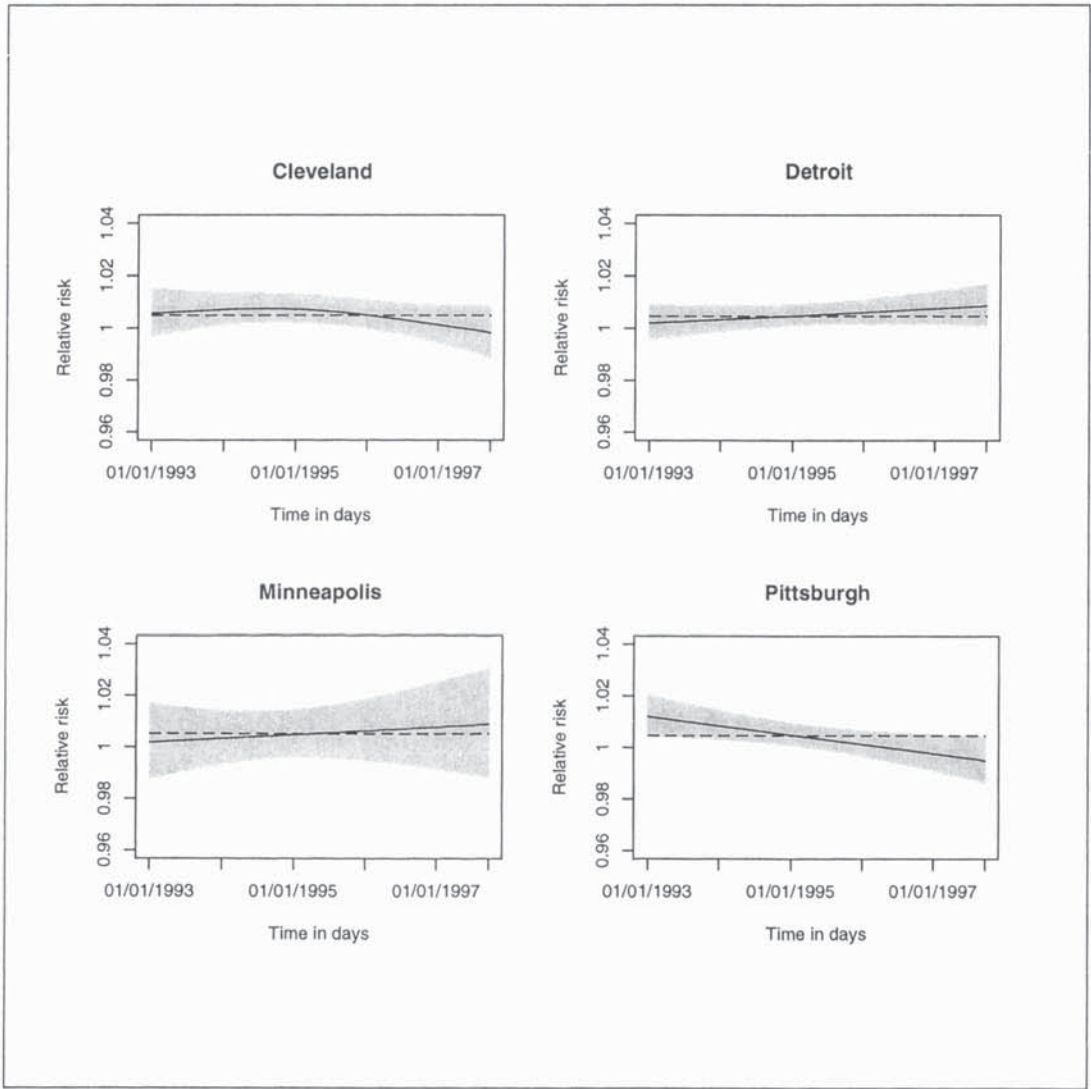 Cleveland
Relative risk
1.04
1.02
1
0.98
0.96
01/01/1993 01/01/1995 01/01/1997
Time in days
Detroit
Relative risk
1.04
1.02
1
0.98
0.96
01/01/1993 01/01/1995 01/01/1997
Time in days
Minneapolis
Relative risk
1.04
1.02
1
0.98
0.96
01/01/1993 01/01/1995 01/01/1997
Time in days
Pittsburgh
Relative risk
1.04
1.02
1
0.98
0.96
01/01/1993 01/01/1995 01/01/1997
Time in days